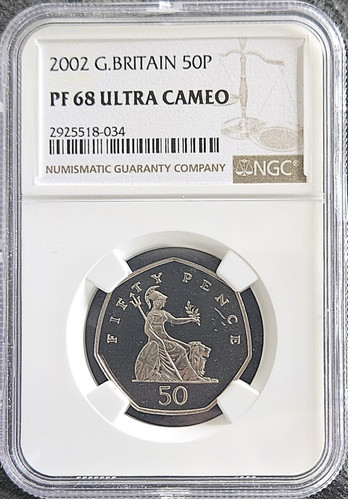 2002 G.BRITAIN 50P
PF 68 ULTRA CAMEO
2925518-034
NUMISMATIC GUARANTY COMPANY
NGC®
FIFTY PENCE
50